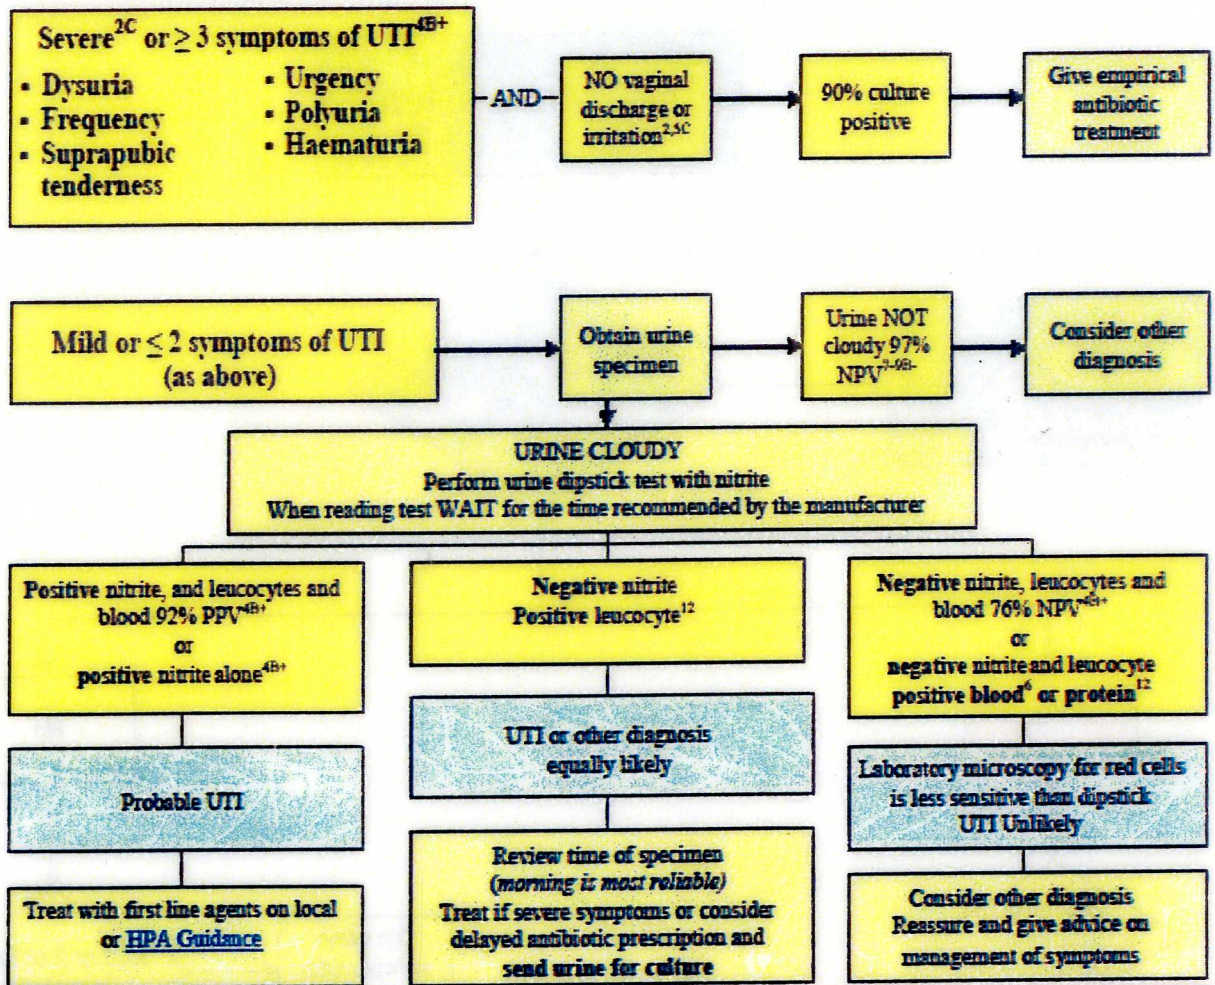 Severe2C or ≥ 3 symptoms of UTI4B+
▪ Dysuria
▪ Frequency
▪ Suprapubic
tenderness
▪ Urgency
▪ Polyuria
▪ Haematuria
AND
NO vaginal
discharge or
irritation2,5C
90% culture
positive
Give empirical
antibiotic
treatment
Mild or ≤ 2 symptoms of UTI
(as above)
Obtain urine
specimen
Urine NOT
cloudy 97%
NPV7-9B-
Consider other
diagnosis
URINE CLOUDY
Perform urine dipstick test with nitrite
When reading test WAIT for the time recommended by the manufacturer
Positive nitrite, and leucocytes and
blood 92% PPV4B+
or
positive nitrite alone4B+
Negative nitrite
Positive leucocyte12
Negative nitrite, leucocytes and
blood 76% NPV4B+
or
negative nitrite and leucocyte
positive blood6 or protein12
Probable UTI
UTI or other diagnosis
equally likely
Laboratory microscopy for red cells
is less sensitive than dipstick
UTI Unlikely
Treat with first line agents on local
or HPA Guidance
Review time of specimen
(morning is most reliable)
Treat if severe symptoms or consider
delayed antibiotic prescription and
send urine for culture
Consider other diagnosis
Reassure and give advice on
management of symptoms